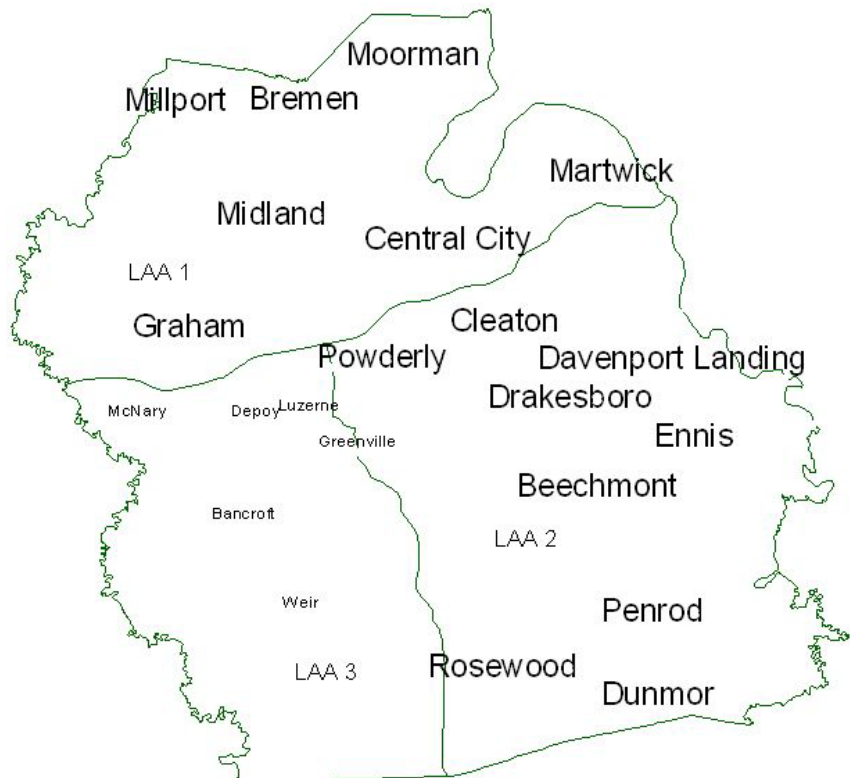 Moorman
Millport
Bremen
Martwick
Midland
Central City
LAA 1
Graham
Cleaton
Powderly
Davenport Landing
Drakesboro
McNary
Depoy
Luzerne
Greenville
Ennis
Beechmont
Bancroft
LAA 2
Weir
Penrod
LAA 3
Rosewood
Dunmor